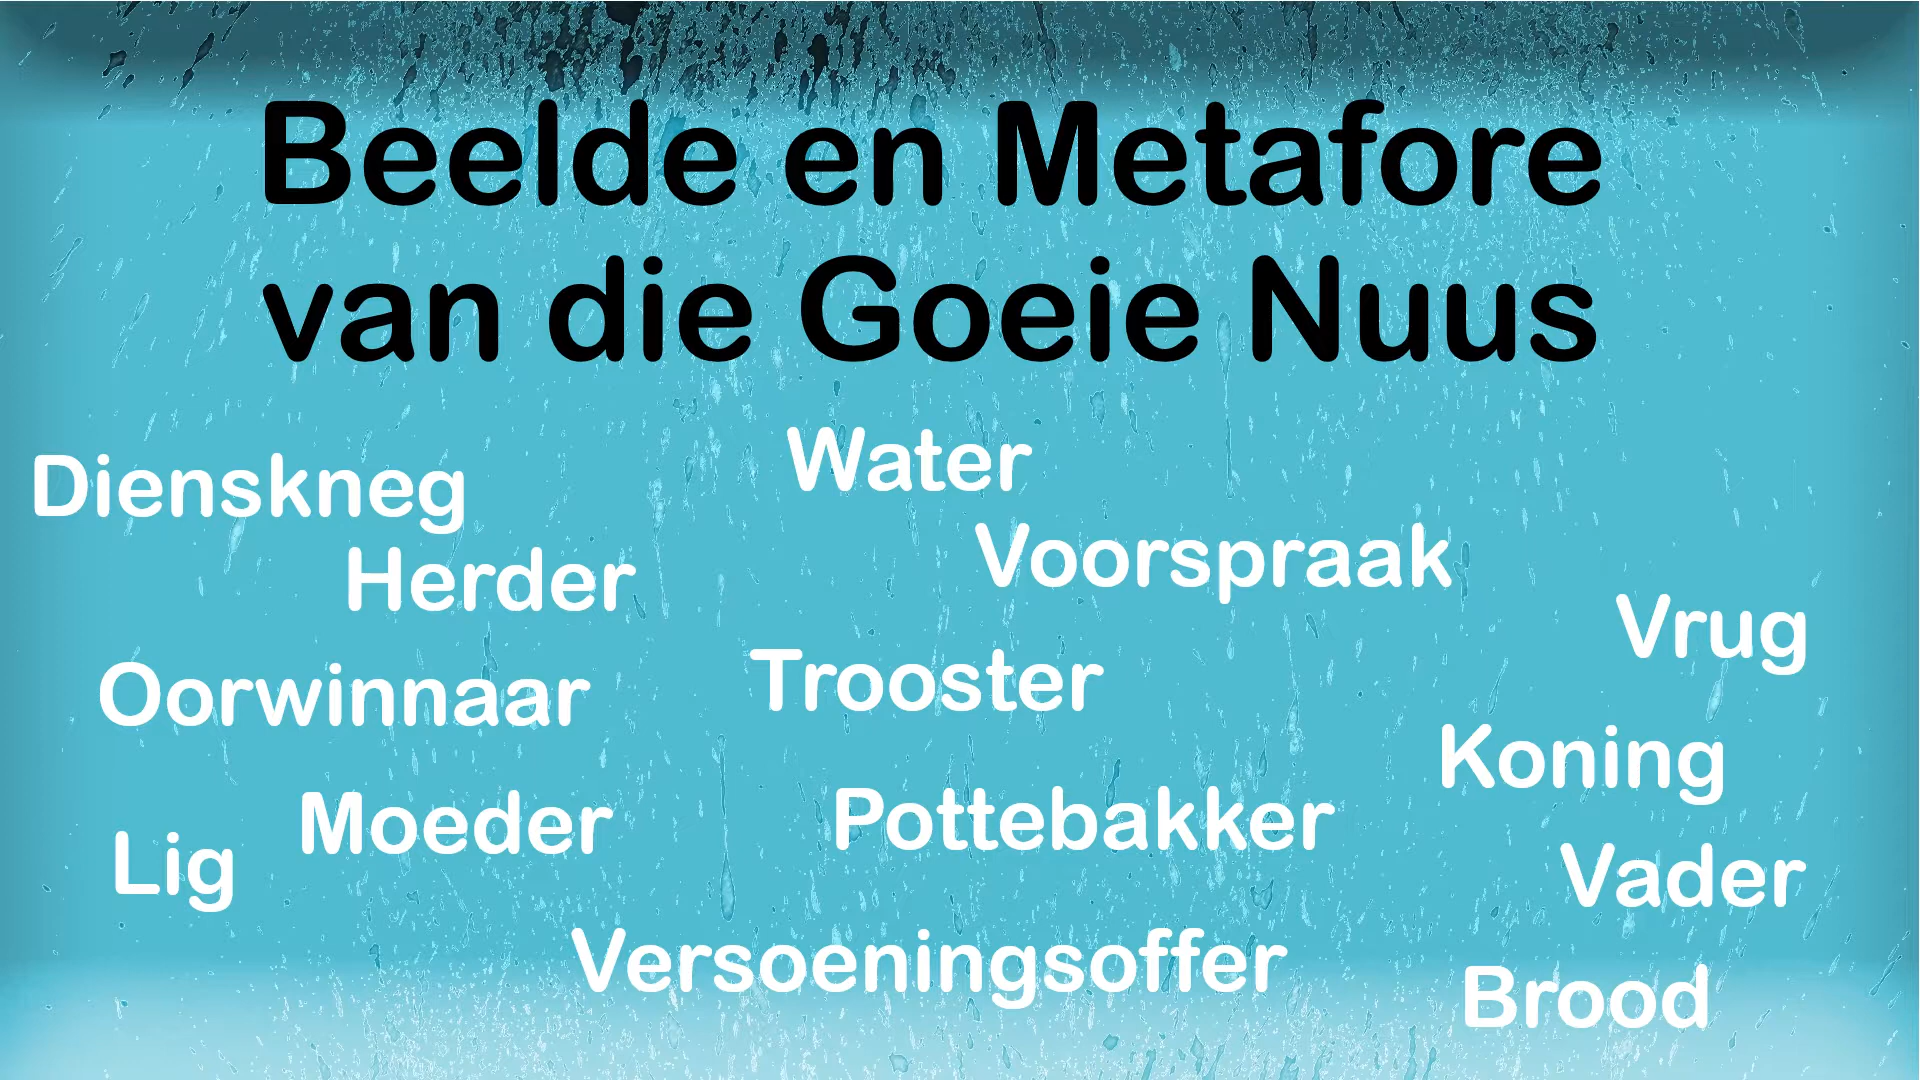 Beelde en Metafore
van die Goeie Nuus
Water
Dienskneg
Voorspraak
Herder
Vrug
Trooster
Oorwinnaar
Koning
Pottebakker
Moeder
Lig
Vader
Versoeningsoffer
Brood